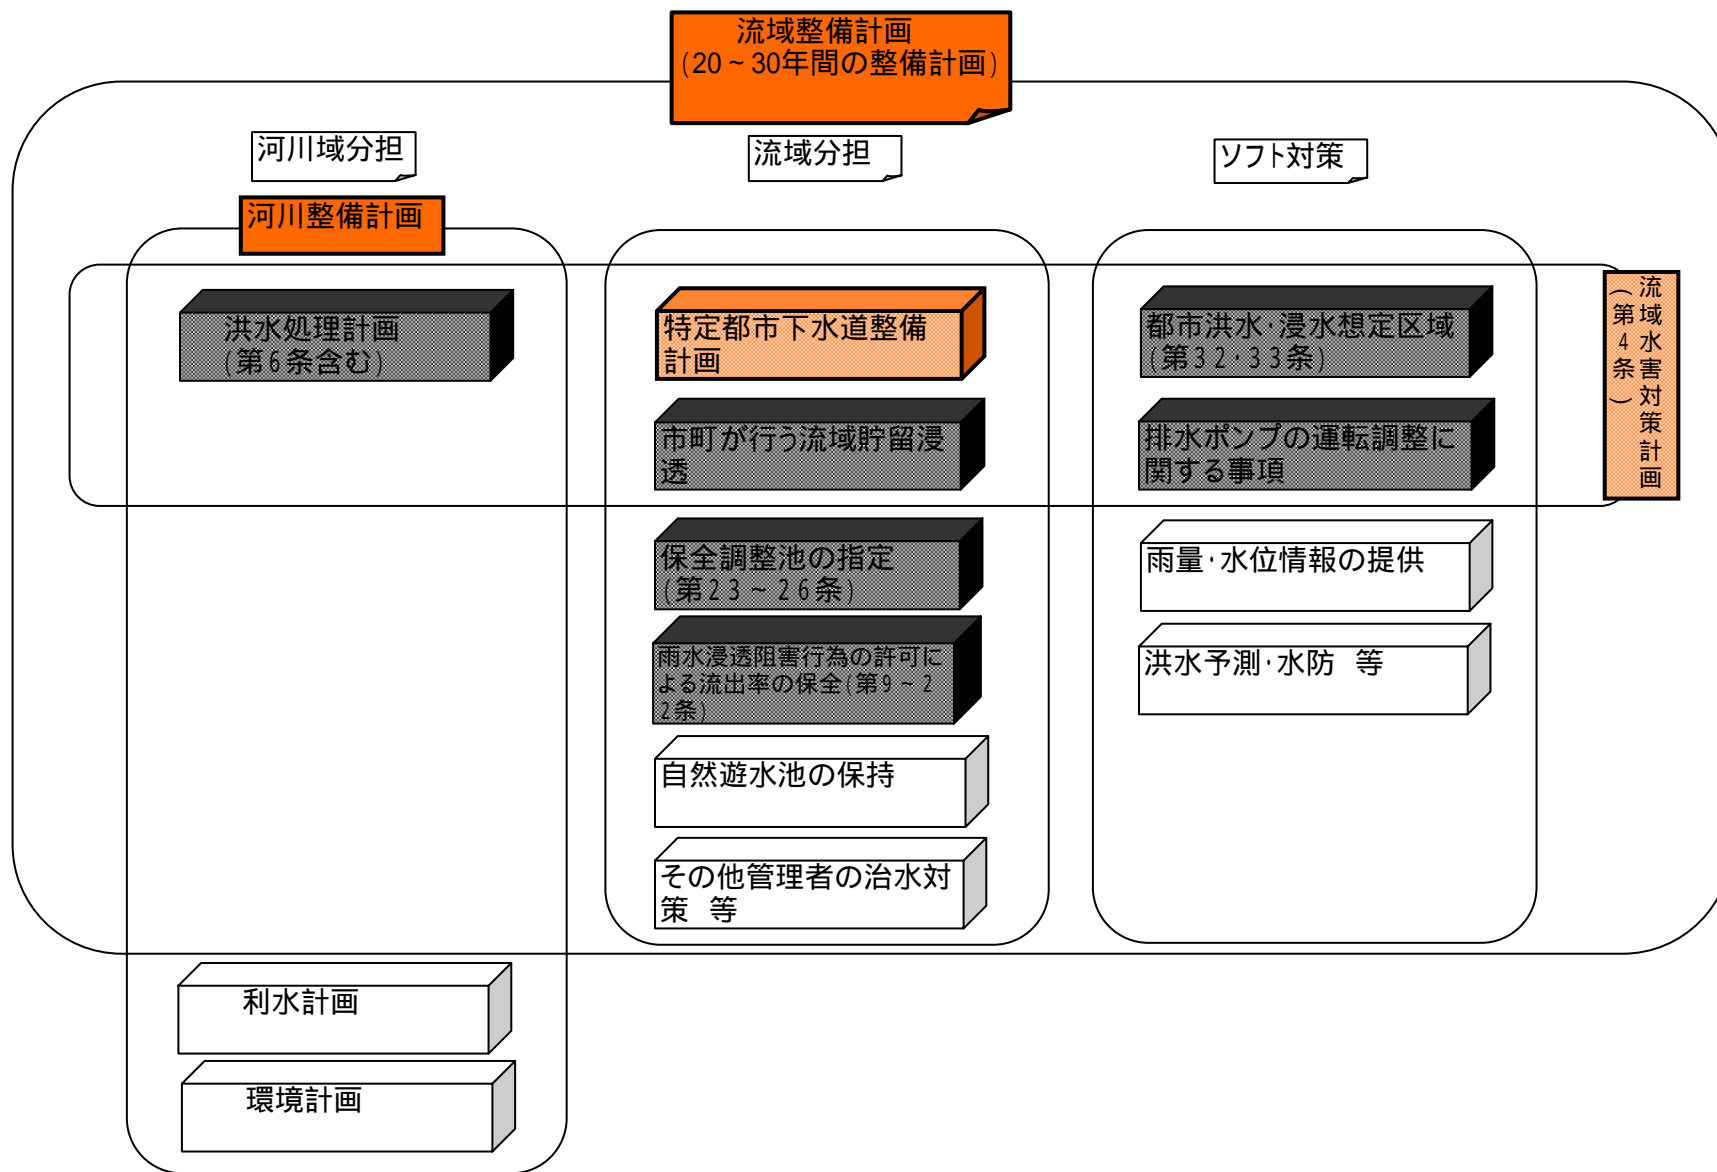 流域整備計画
(20~30年間の整備計画)
河川域分担
流域分担
ソフト対策
河川整備計画
流域水害対策計画
(第4条)
洪水処理計画
(第6条含む)
特定都市下水道整備
計画
都市洪水・浸水想定区域
(第32・33条)
市町が行う流域貯留浸
透
排水ポンプの運転調整に
関する事項
保全調整池の指定
(第23~26条)
雨量・水位情報の提供
雨水浸透阻害行為の許可に
よる流出率の保全(第9~2
2条)
洪水予測・水防 等
自然遊水池の保持
その他管理者の治水対
策 等
利水計画
環境計画